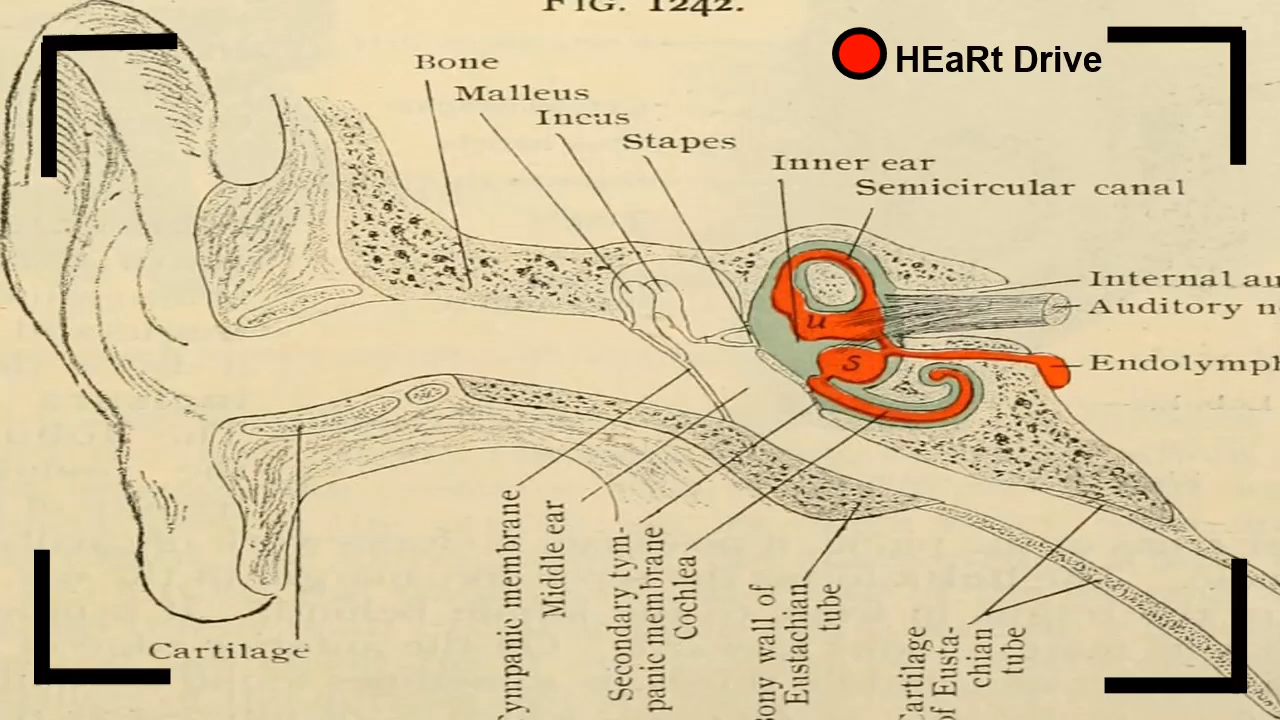 FIG. 1242.
HEaRt Drive
Bone
Malleus
Incus
Stapes
Inner ear
Semicircular canal
Internal au
Auditory n
Endolymph
u
s
Tympanic membrane
Middle ear
Secondary tym-
panic membrane
Cochlea
Bony wall of
Eustachian
tube
Cartilage
of Eusta-
chian
tube
Cartilage